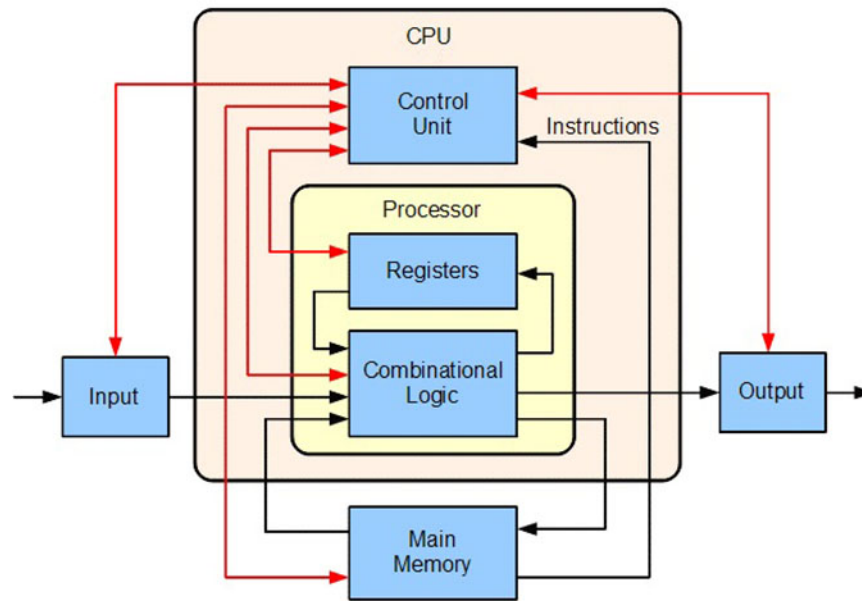 CPU
Control
Unit
Instructions
Processor
Registers
Combinational
Logic
Input
Output
Main
Memory